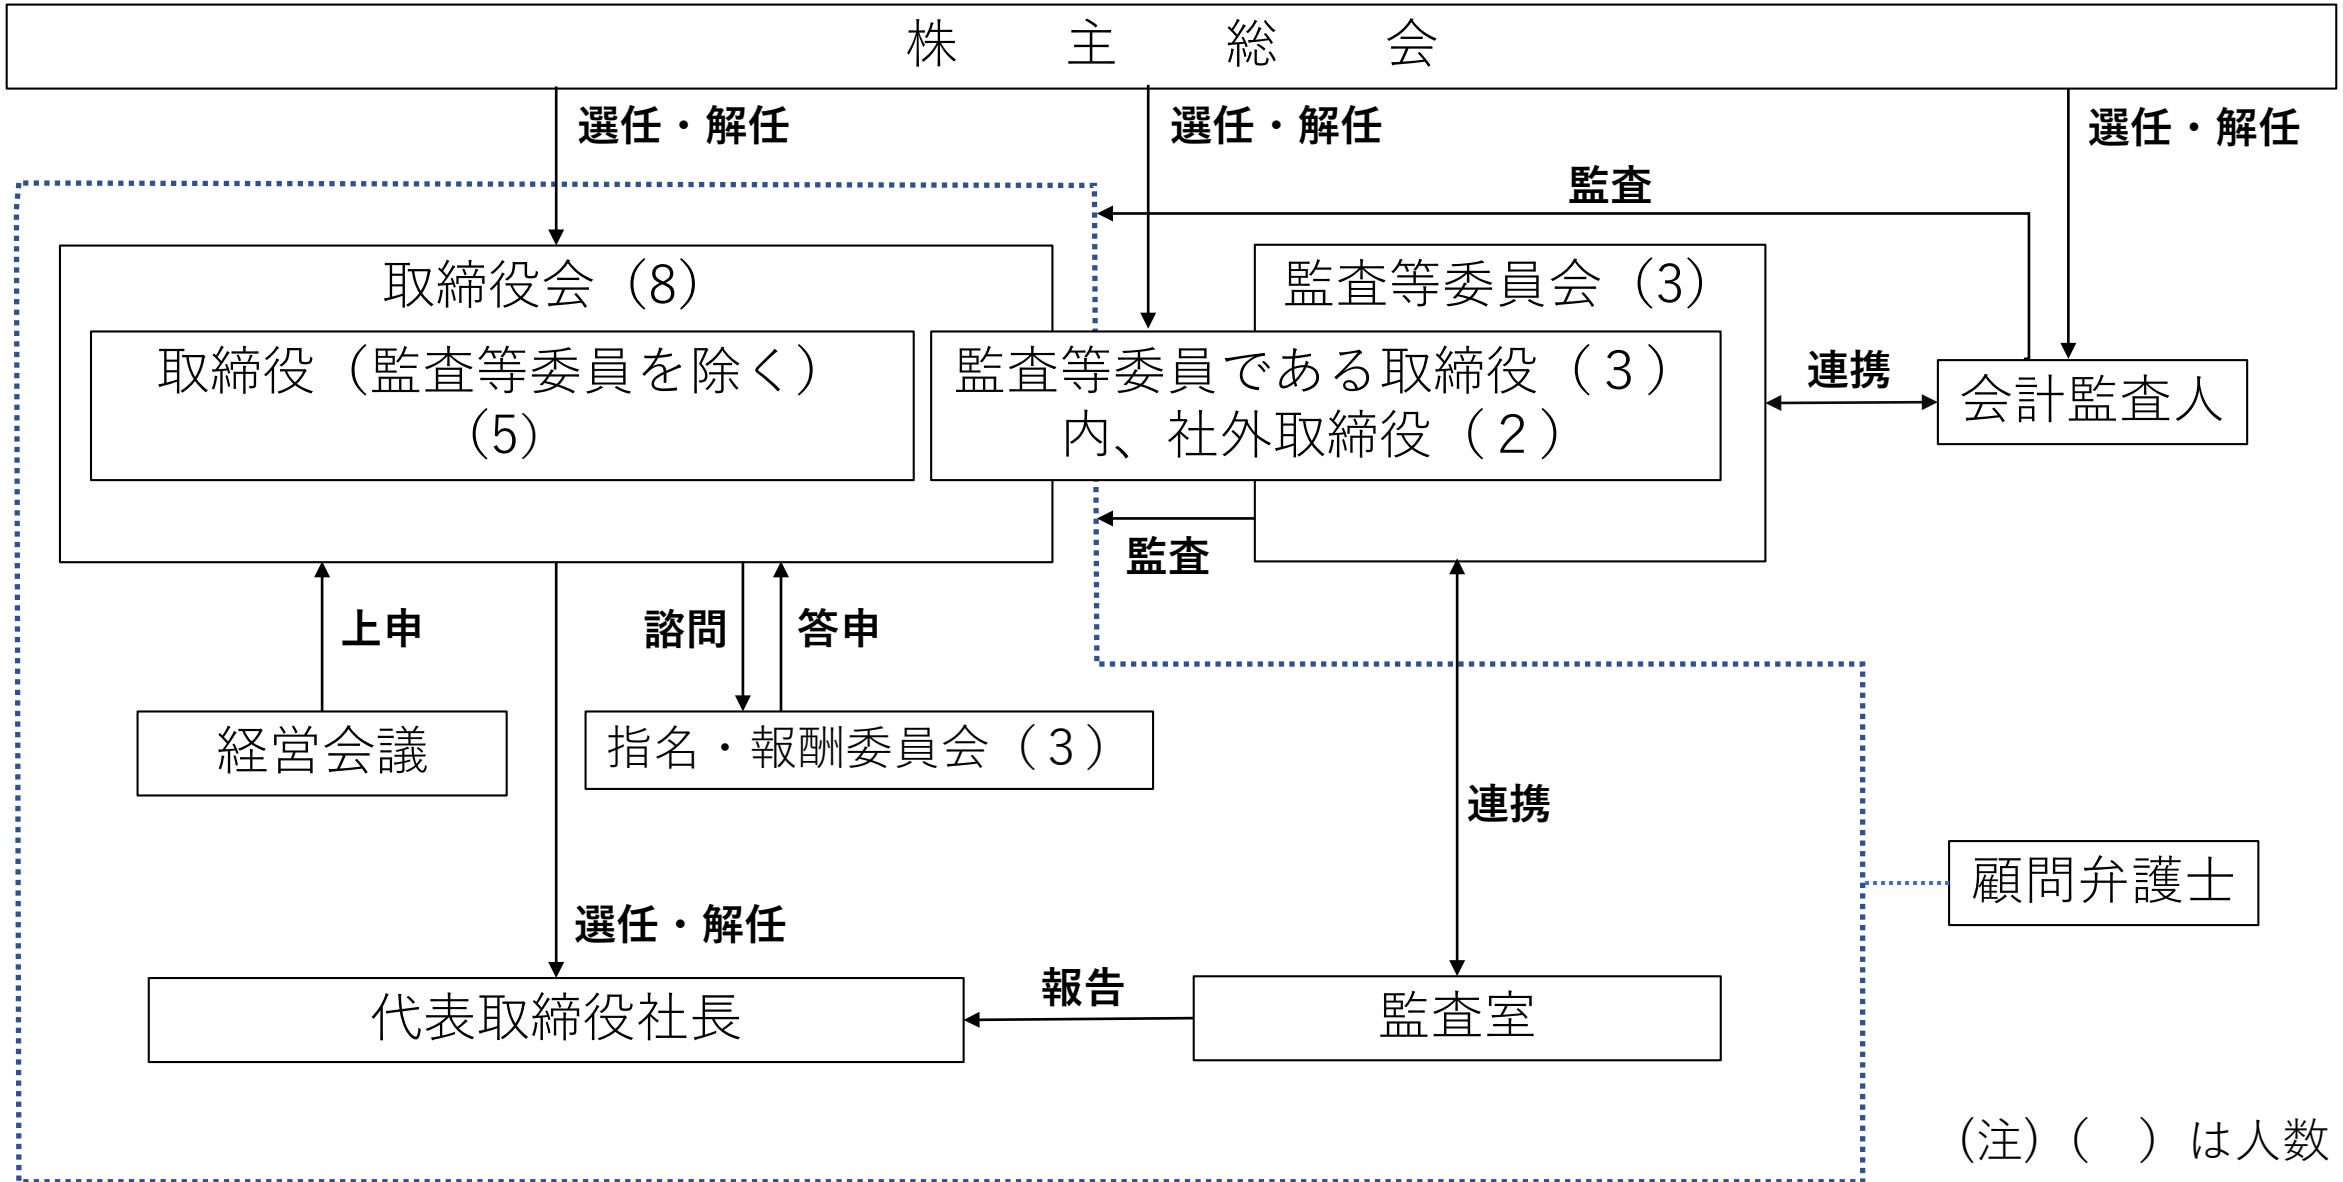 株主総会
選任・解任
選任・解任
選任・解任
監査
取締役会（8）
監査等委員会（3）
取締役（監査等委員を除く）
（5）
監査等委員である取締役（３）
内、社外取締役（２）
連携
会計監査人
監査
上申
諮問
答申
経営会議
指名・報酬委員会（３）
連携
顧問弁護士
選任・解任
代表取締役社長
報告
監査室
（注）（　）は人数